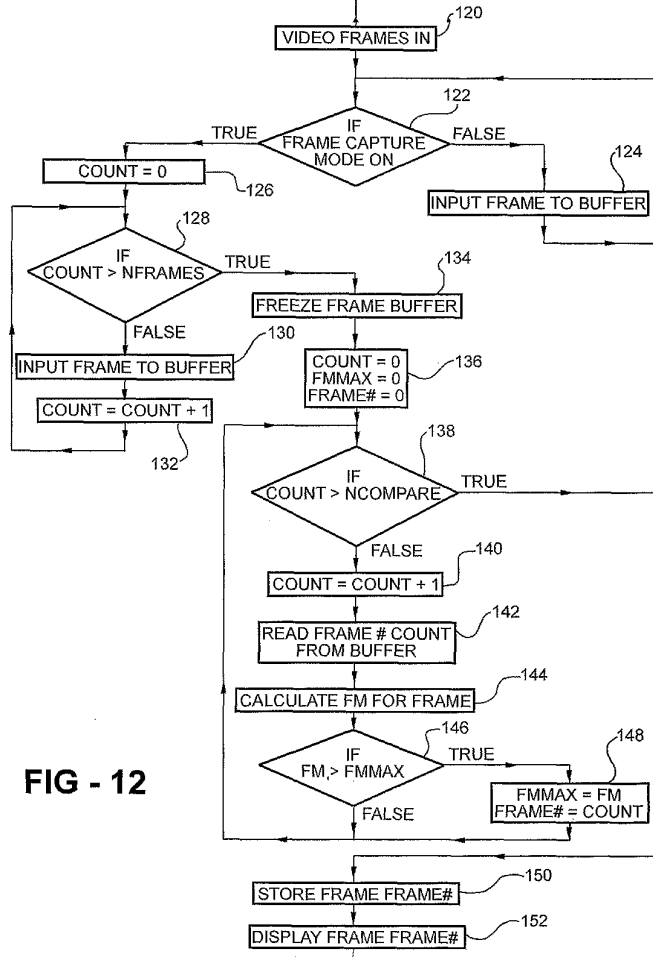 120
VIDEO FRAMES IN
122
IF
FRAME CAPTURE
MODE ON
TRUE
FALSE
124
COUNT = 0
126
INPUT FRAME TO BUFFER
128
IF
COUNT > NFRAMES
TRUE
134
FREEZE FRAME BUFFER
FALSE
130
INPUT FRAME TO BUFFER
COUNT = 0
FMMAX = 0
FRAME# = 0
136
COUNT = COUNT + 1
132
138
IF
COUNT > NCOMPARE
TRUE
FALSE
140
COUNT = COUNT + 1
142
READ FRAME # COUNT
FROM BUFFER
144
CALCULATE FM FOR FRAME
146
IF
FM > FMMAX
TRUE
148
FMMAX = FM
FRAME# = COUNT
FALSE
FIG - 12
150
STORE FRAME FRAME#
152
DISPLAY FRAME FRAME#